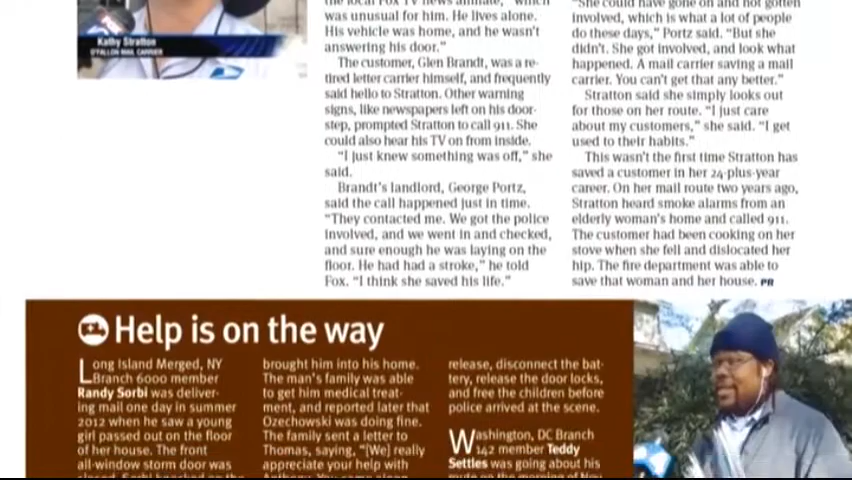 Kathy Stratton
O'FALLON MAIL CARRIER
the local Fox TV news affiliate, "which
was unusual for him. He lives alone.
His vehicle was home, and he wasn't
answering his door."
The customer, Glen Brandt, was a re-
tired letter carrier himself, and frequently
said hello to Stratton. Other warning
signs, like newspapers left on his door-
step, prompted Stratton to call 911. She
could also hear his TV on from inside.
"I just knew something was off," she
said.
Brandt's landlord, George Portz,
said the call happened just in time.
"They contacted me. We got the police
involved, and we went in and checked,
and sure enough he was laying on the
floor. He had had a stroke," he told
Fox. "I think she saved his life."
"She could have gone on and not gotten
involved, which is what a lot of people
do these days," Portz said. "But she
didn't. She got involved, and look what
happened. A mail carrier saving a mail
carrier. You can't get that any better."
Stratton said she simply looks out
for those on her route. "I just care
about my customers," she said. "I get
used to their habits."
This wasn't the first time Stratton has
saved a customer in her 24-plus-year
career. On her mail route two years ago,
Stratton heard smoke alarms from an
elderly woman's home and called 911.
The customer had been cooking on her
stove when she fell and dislocated her
hip. The fire department was able to
save that woman and her house. PR
Help is on the way
Long Island Merged, NY
Branch 6000 member
Randy Sorbi was deliver-
ing mail one day in summer
2012 when he saw a young
girl passed out on the floor
of her house. The front
all-window storm door was
closed. Sorbi knocked on the
brought him into his home.
The man's family was able
to get him medical treat-
ment, and reported later that
Ozechowski was doing fine.
The family sent a letter to
Thomas, saying, "[We] really
appreciate your help with
release, disconnect the bat-
tery, release the door locks,
and free the children before
police arrived at the scene.
Washington, DC Branch
142 member Teddy
Settles was going about his
route on the morning of Nov.